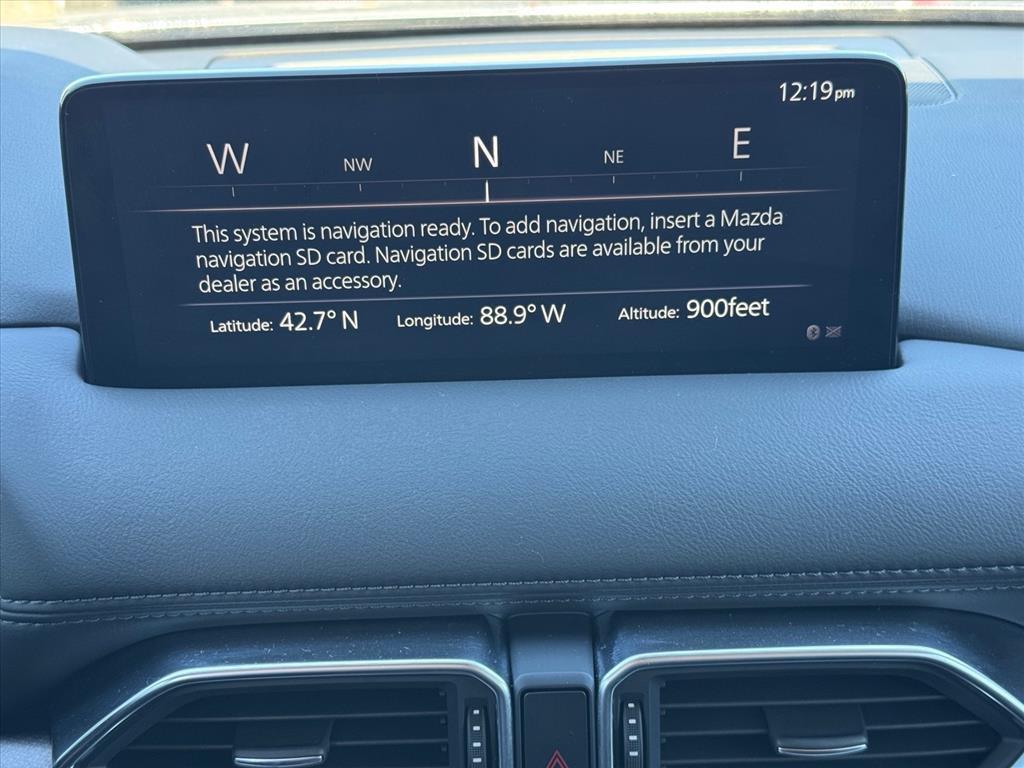 12:19pm
W NW N NE E
This system is navigation ready. To add navigation, insert a Mazda
navigation SD card. Navigation SD cards are available from your
dealer as an accessory.
Latitude: 42.7° N Longitude: 88.9° W Altitude: 900feet